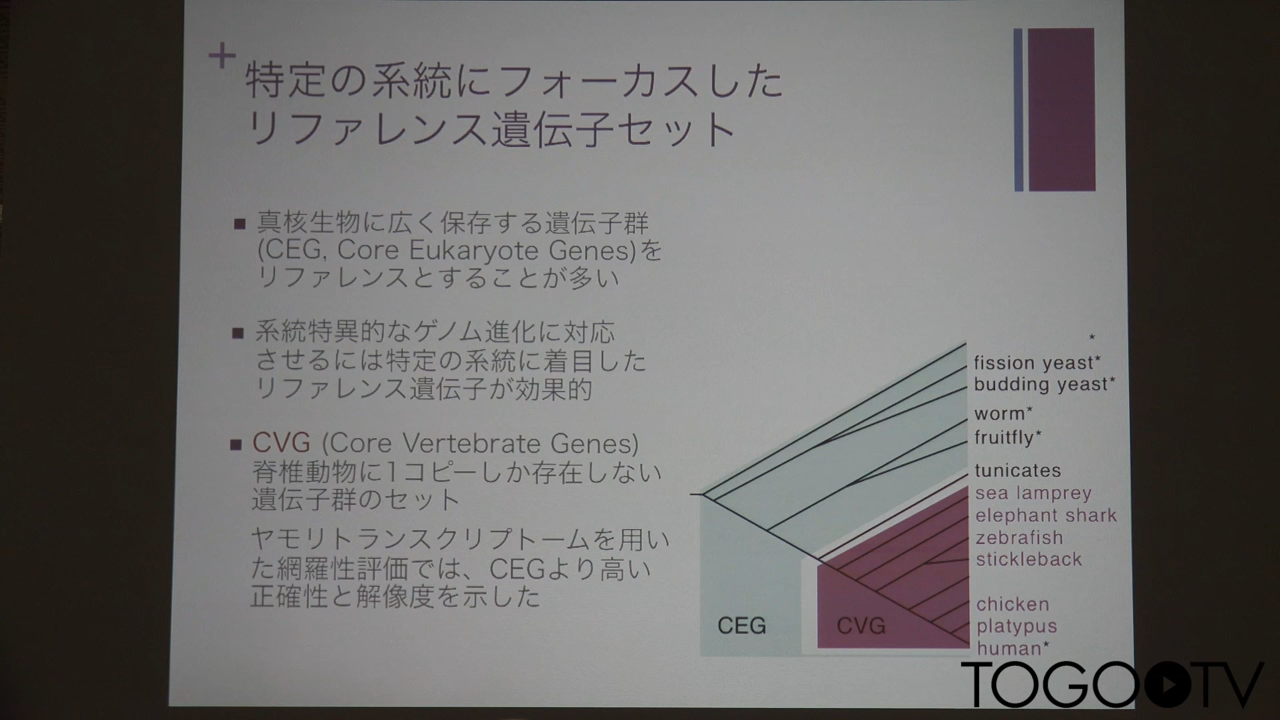 +
特定の系統にフォーカスした
リファレンス遺伝子セット
■ 真核生物に広く保存する遺伝子群
(CEG, Core Eukaryote Genes)を
リファレンスとすることが多い
■ 系統特異的なゲノム進化に対応
させるには特定の系統に着目した
リファレンス遺伝子が効果的
■ CVG (Core Vertebrate Genes)
脊椎動物に1コピーしか存在しない
遺伝子群のセット
ヤモリトランスクリプトームを用い
た網羅性評価では、CEGより高い
正確性と解像度を示した
*
fission yeast*
budding yeast*
worm*
fruitfly*
tunicates
sea lamprey
elephant shark
zebrafish
stickleback
chicken
platypus
human*
CEG
CVG
TOGO TV